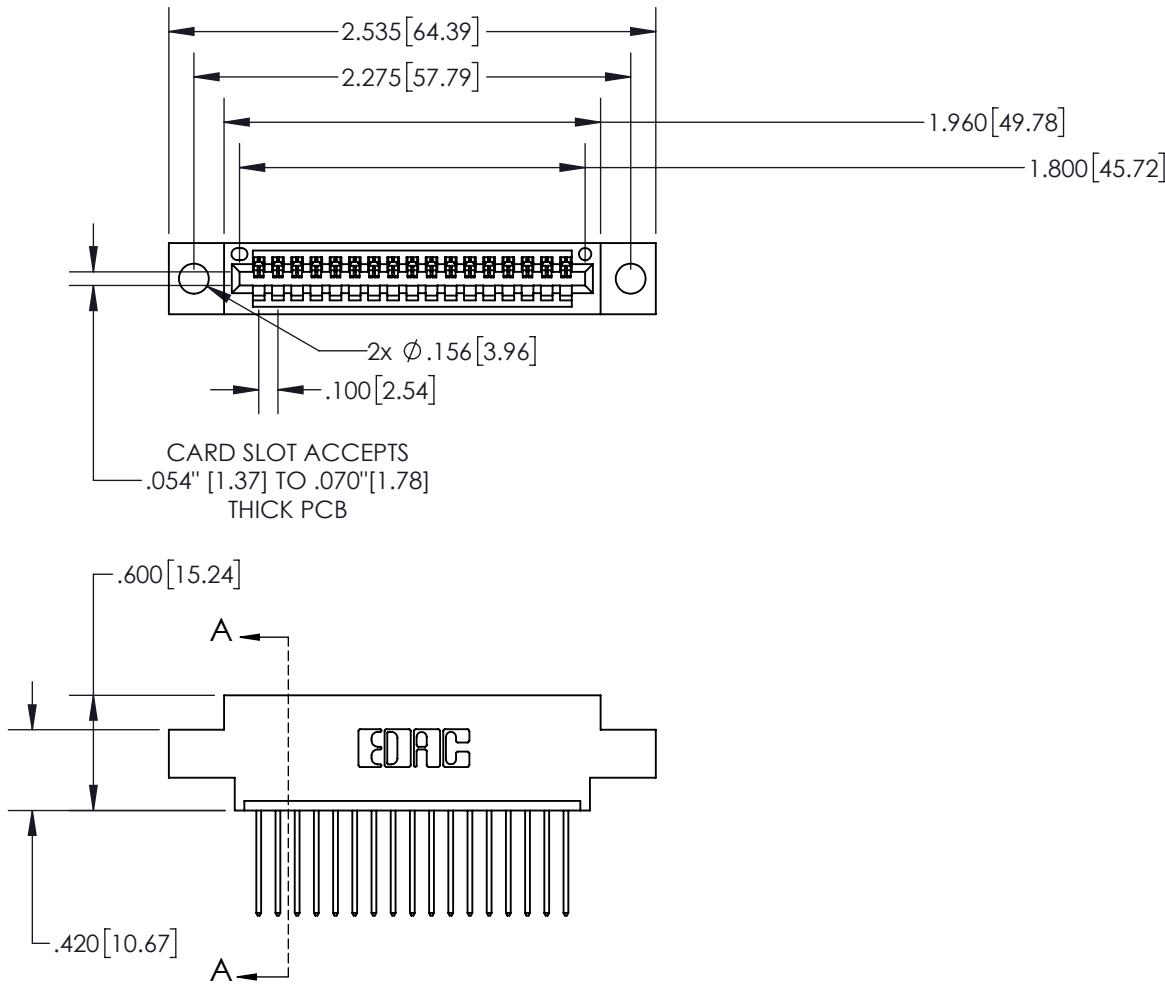 2.535[64.39]
2.275[57.79]
1.960[49.78]
1.800[45.72]
2x ∅.156[3.96]
.100[2.54]
CARD SLOT ACCEPTS
.054" [1.37] TO .070"[1.78]
THICK PCB
.600[15.24]
A
EDAC
.420[10.67]
A